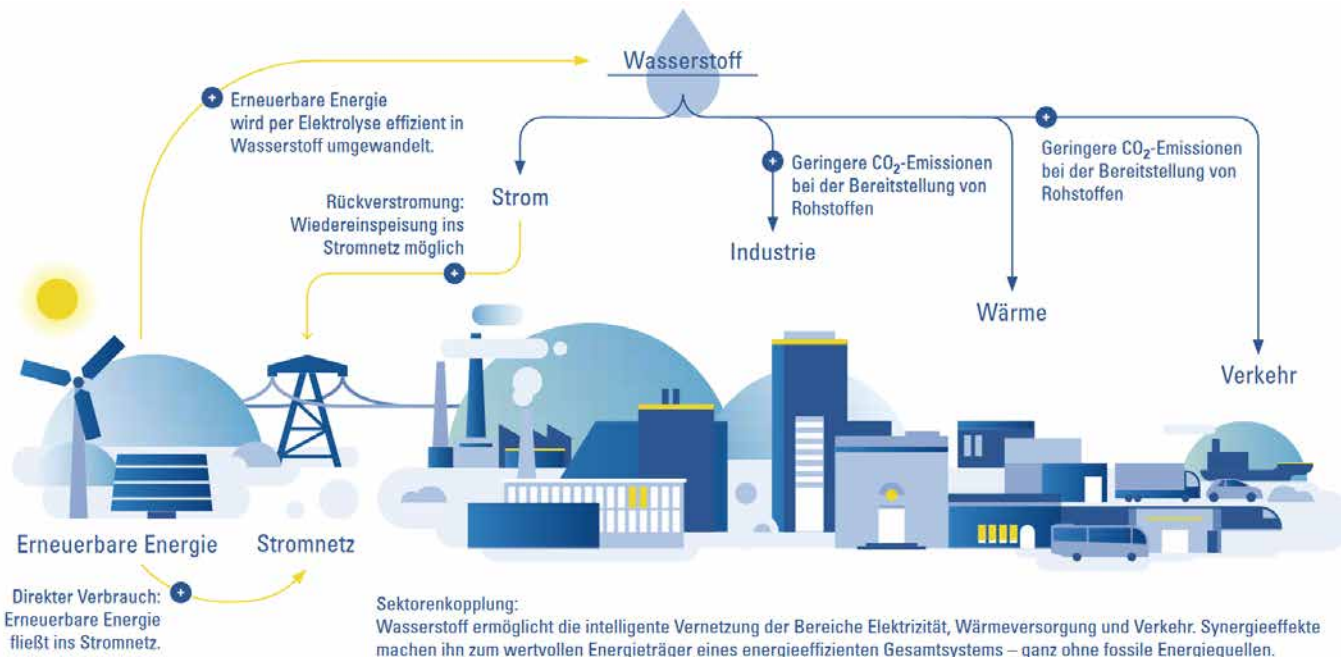 Wasserstoff
Erneuerbare Energie
wird per Elektrolyse effizient in
Wasserstoff umgewandelt.
Geringere CO₂-Emissionen
bei der Bereitstellung von
Rohstoffen
Geringere CO₂-Emissionen
bei der Bereitstellung von
Rohstoffen
Strom
Rückverstromung:
Wiedereinspeisung ins
Stromnetz möglich
Industrie
Wärme
Verkehr
Erneuerbare Energie
Stromnetz
Direkter Verbrauch:
Erneuerbare Energie
fließt ins Stromnetz.
Sektorenkopplung:
Wasserstoff ermöglicht die intelligente Vernetzung der Bereiche Elektrizität, Wärmeversorgung und Verkehr. Synergieeffekte
machen ihn zum wertvollen Energieträger eines energieeffizienten Gesamtsystems – ganz ohne fossile Energiequellen.